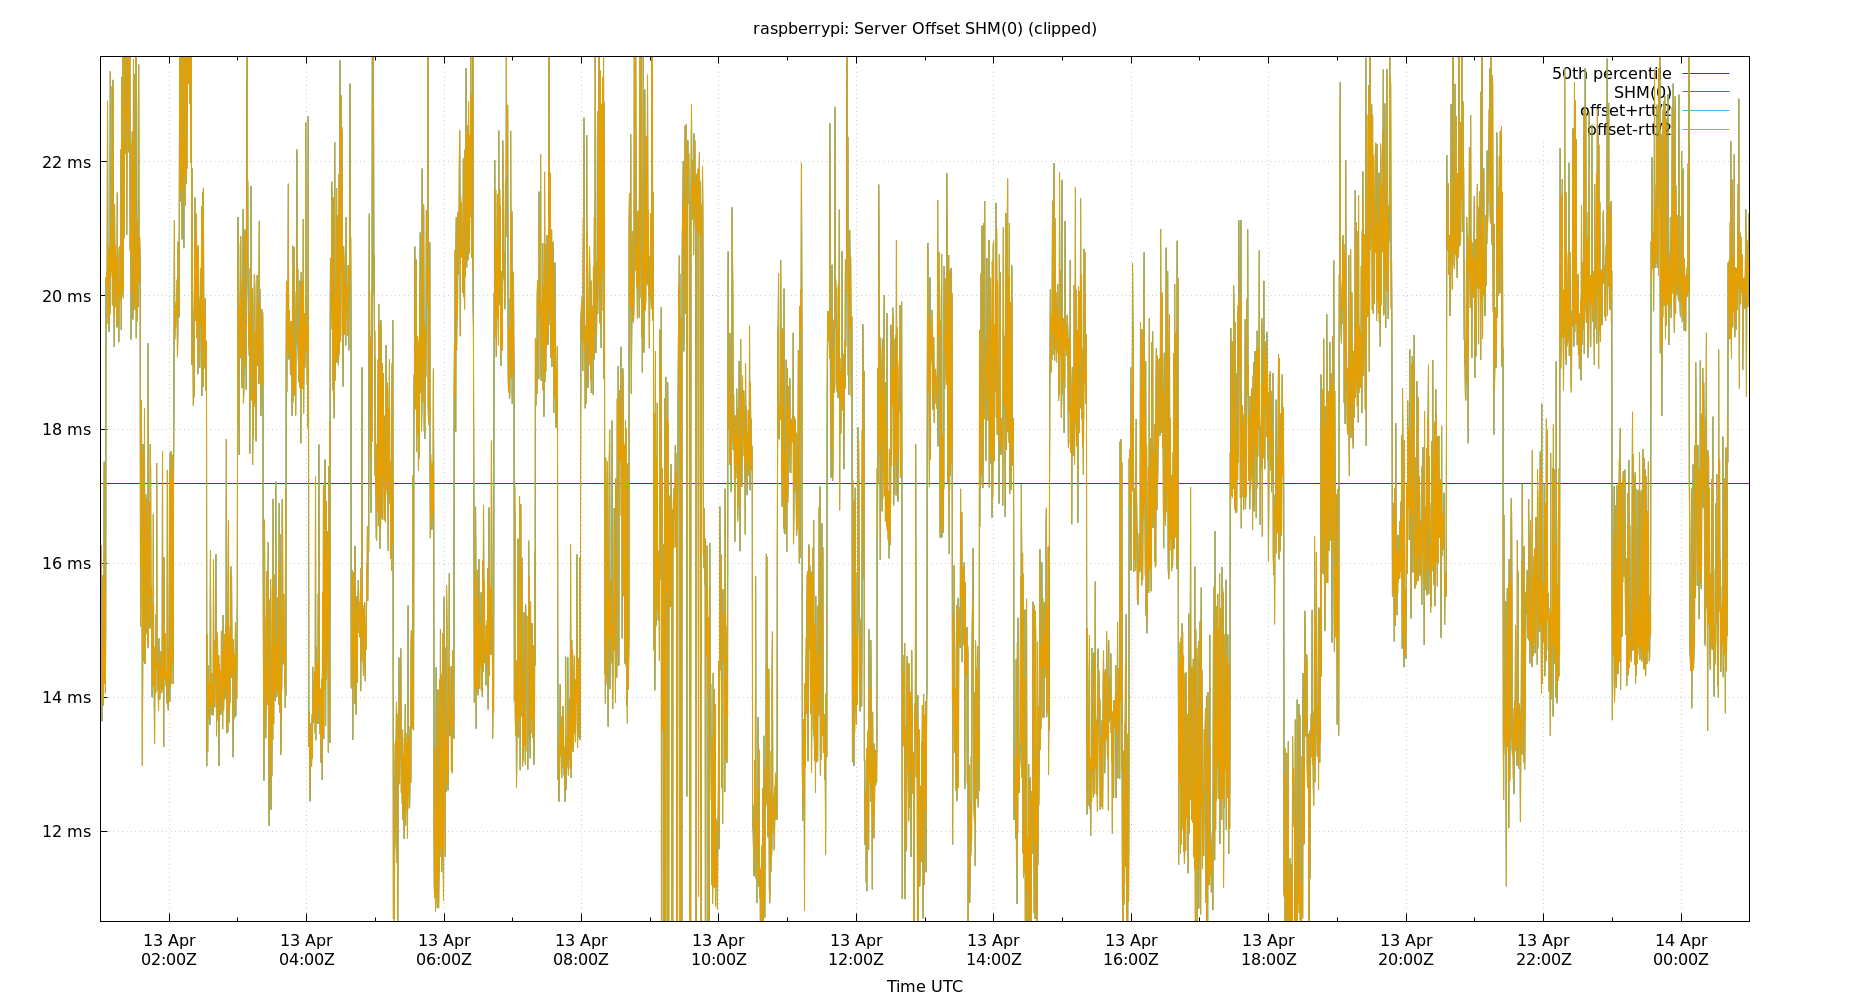 raspberrypi: Server Offset SHM(0) (clipped)
50th percentile
SHM(0)
offset+rtt/2
offset-rtt/2
22 ms
20 ms
18 ms
16 ms
14 ms
12 ms
13 Apr 13 Apr 13 Apr 13 Apr 13 Apr 13 Apr 13 Apr 13 Apr 13 Apr 13 Apr 13 Apr 14 Apr
02:00Z 04:00Z 06:00Z 08:00Z 10:00Z 12:00Z 14:00Z 16:00Z 18:00Z 20:00Z 22:00Z 00:00Z
Time UTC